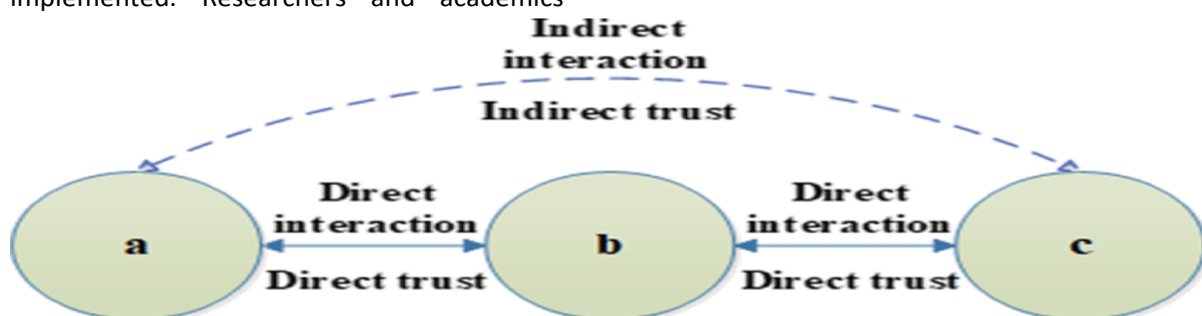 implemented. Researchers and academics
Indirect
interaction
Indirect trust
Direct
interaction
Direct trust
Direct
interaction
Direct trust
a
b
c